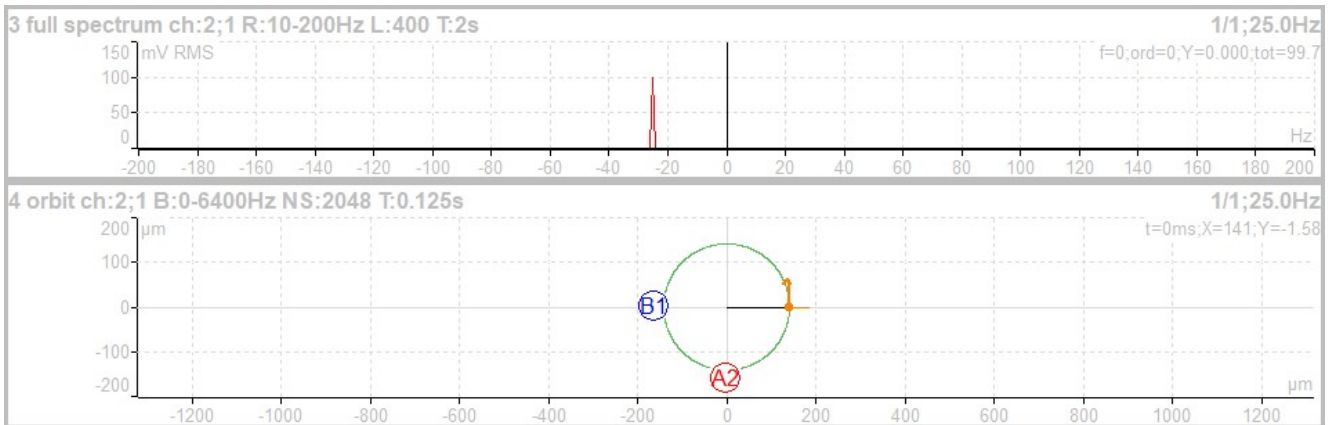 3 full spectrum ch:2;1 R:10-200Hz L:400 T:2s 1/1;25.0Hz
150 mV RMS f=0;ord=0;Y=0.000;tot=99.7
100
50
0 Hz
-200 -180 -160 -140 -120 -100 -80 -60 -40 -20 0 20 40 60 80 100 120 140 160 180 200
4 orbit ch:2;1 B:0-6400Hz NS:2048 T:0.125s 1/1;25.0Hz
200 µm t=0ms;X=141;Y=-1.58
100
0 B1
-100
A2
-200 µm
-1200 -1000 -800 -600 -400 -200 0 200 400 600 800 1000 1200